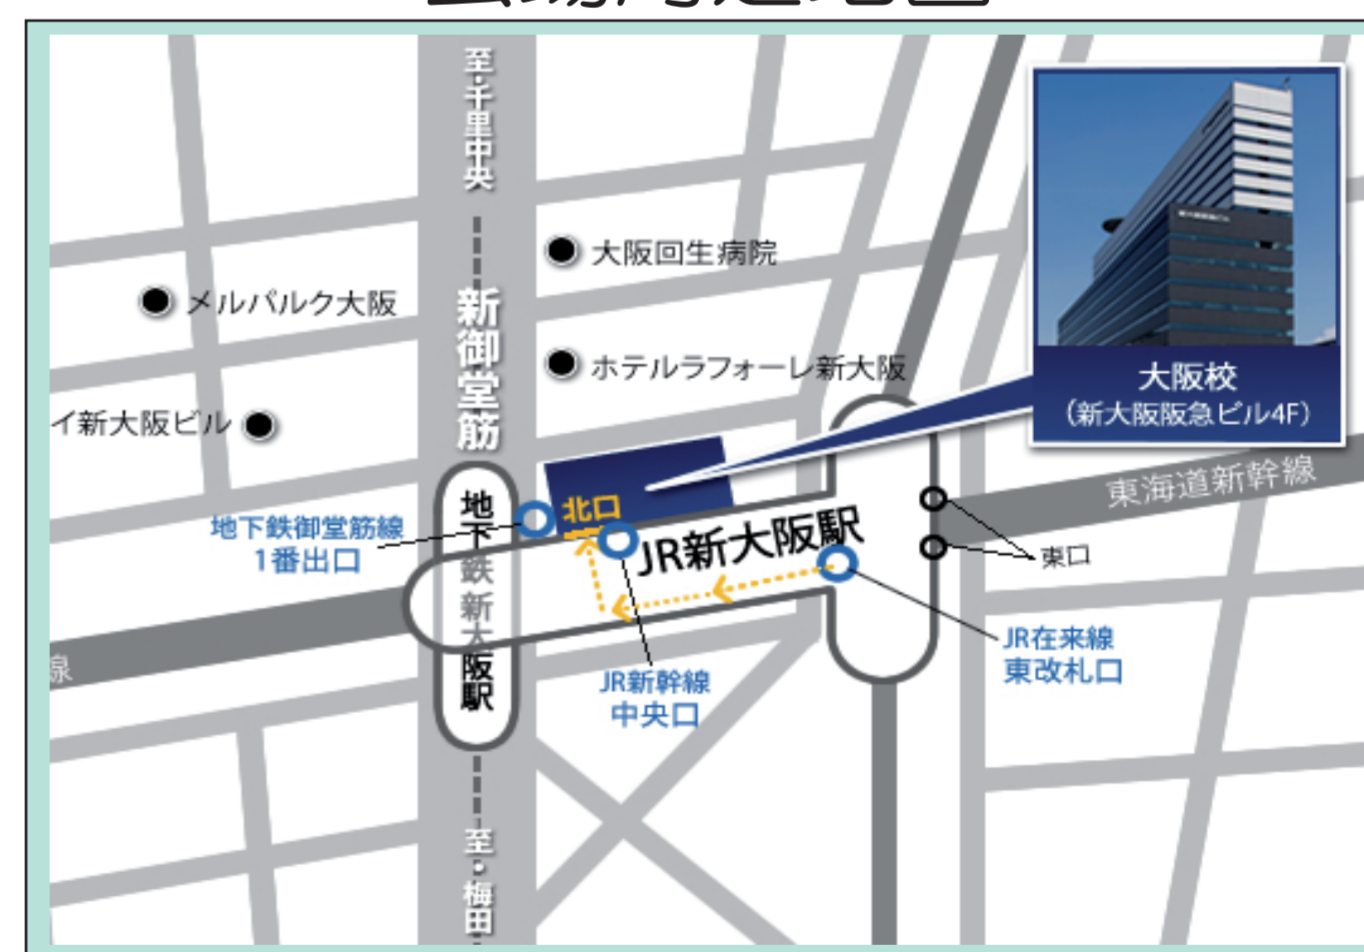 至・千里中央
大阪回生病院
メルパルク大阪
新御堂筋
ホテルラフォーレ新大阪
大阪校
(新大阪阪急ビル4F)
イ新大阪ビル
東海道新幹線
地下鉄新大阪駅
北口
地下鉄御堂筋線
1番出口
JR新大阪駅
東口
JR在来線
東改札口
線
JR新幹線
中央口
至・梅田